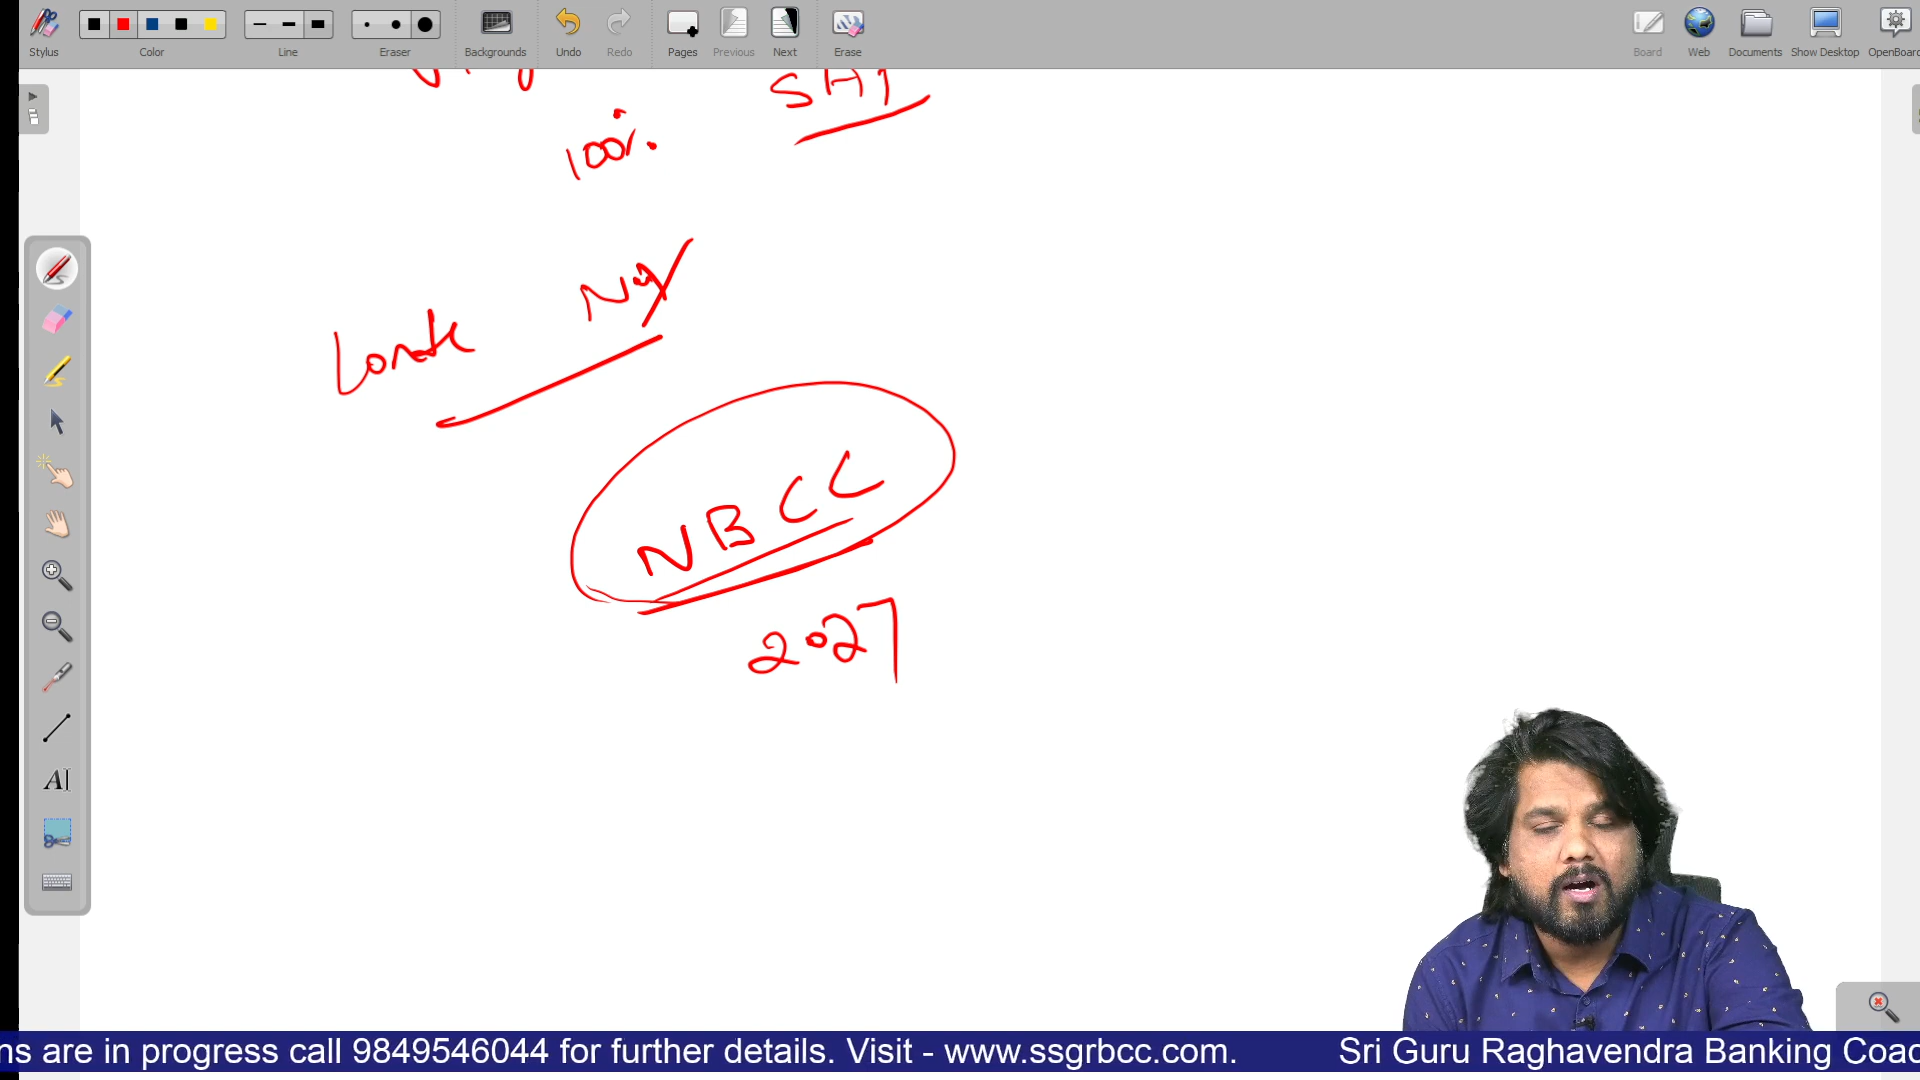 Stylus
Color
Line
Eraser
Backgrounds
Undo
Redo
Pages
Previous
Next
Erase
Board
Web
Documents
Show Desktop
OpenBoar
100%
NBCC
2027
ns are in progress call 9849546044 for further details. Visit - www.ssgrbcc.com. Sri Guru Raghavendra Banking Coac